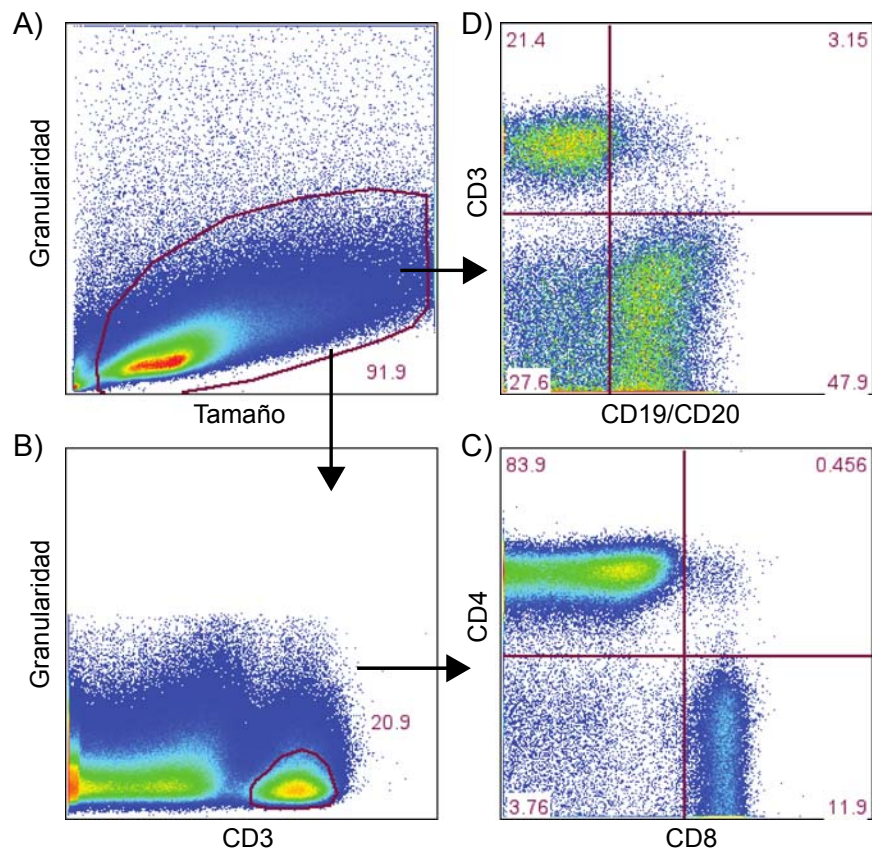 A)
Granularidad
91.9
Tamaño
D)
21.4
3.15
CD3
27.6
47.9
CD19/CD20
B)
Granularidad
20.9
CD3
C)
83.9
0.456
CD4
3.76
11.9
CD8